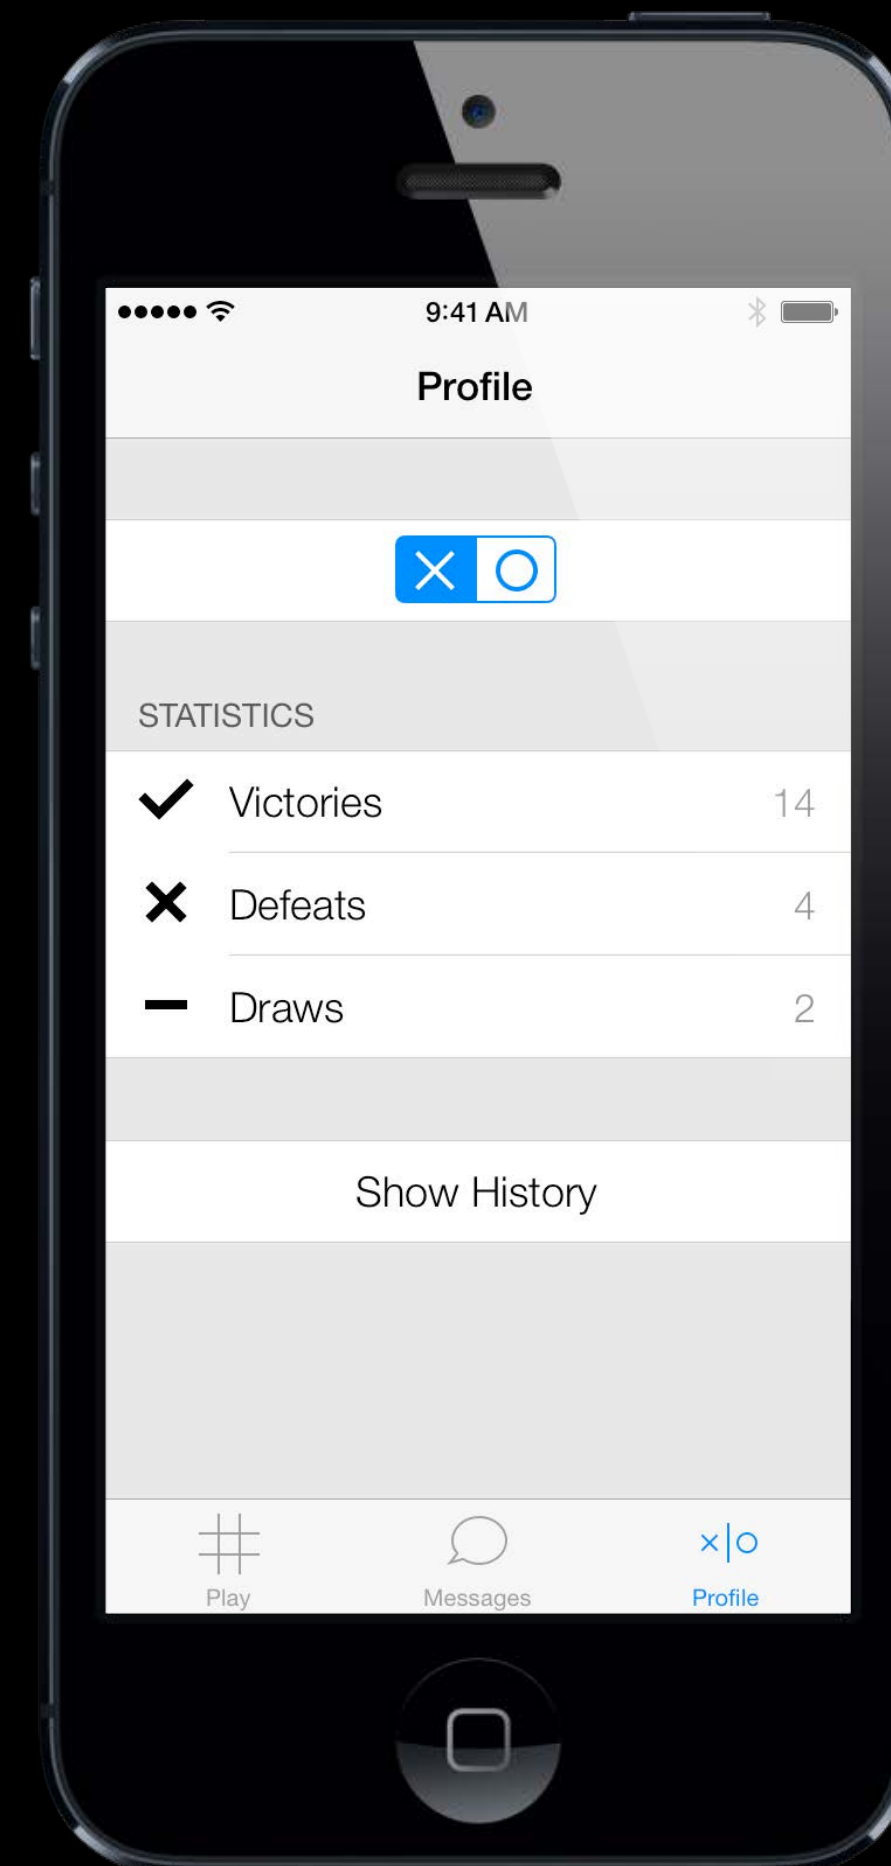 9:41 AM
Profile
STATISTICS
Victories 14
Defeats 4
Draws 2
Show History
Play Messages Profile